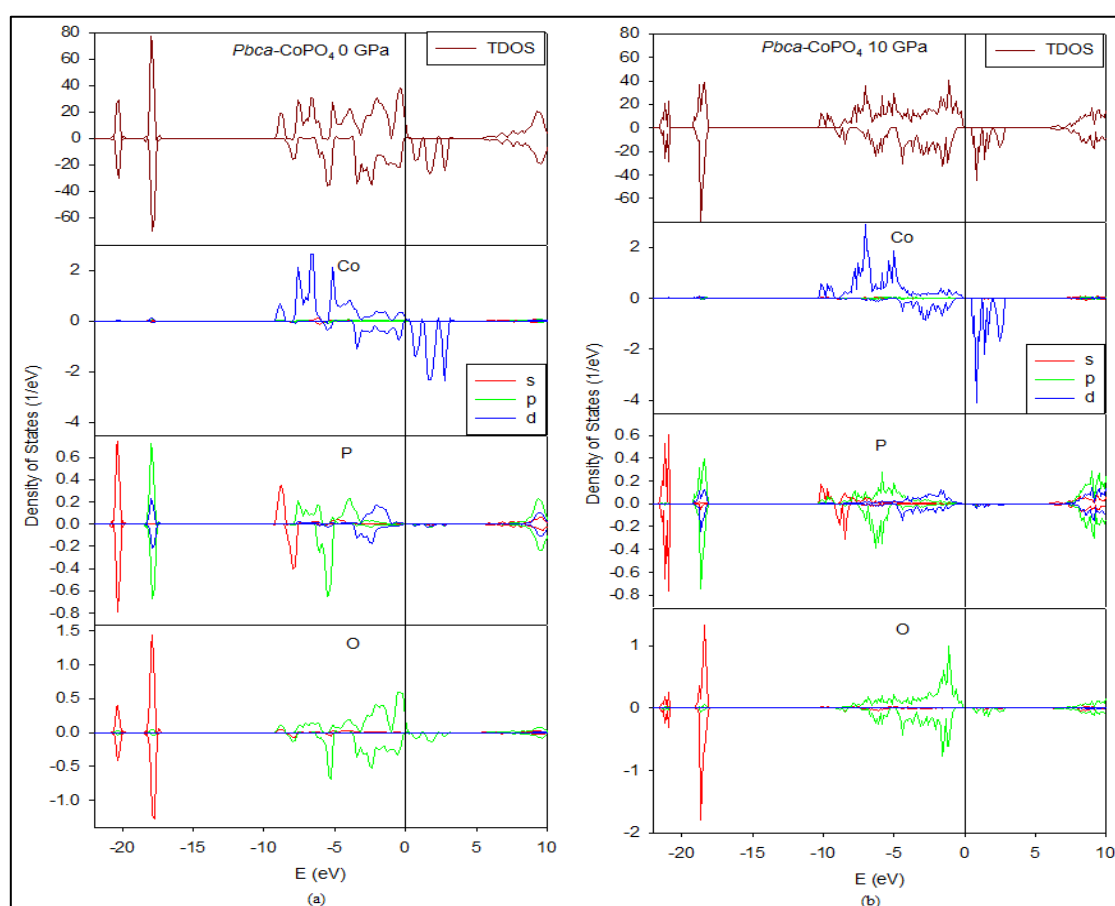 Pbca-CoPO₄ 0 GPa
TDOS
80
60
40
20
0
-20
-40
-60
Co
2
0
-2
-4
s
p
d
P
0.6
0.4
0.2
0.0
-0.2
-0.4
-0.6
-0.8
O
1.5
1.0
0.5
0.0
-0.5
-1.0
Density of States (1/eV)
-20 -15 -10 -5 0 5 10
E (eV)
(a)
Pbca-CoPO₄ 10 GPa
TDOS
80
60
40
20
0
-20
-40
-60
Co
2
0
-2
-4
s
p
d
P
0.6
0.4
0.2
0.0
-0.2
-0.4
-0.6
-0.8
O
1
0
-1
-2
Density of States (1/eV)
-20 -15 -10 -5 0 5 10
E (eV)
(b)